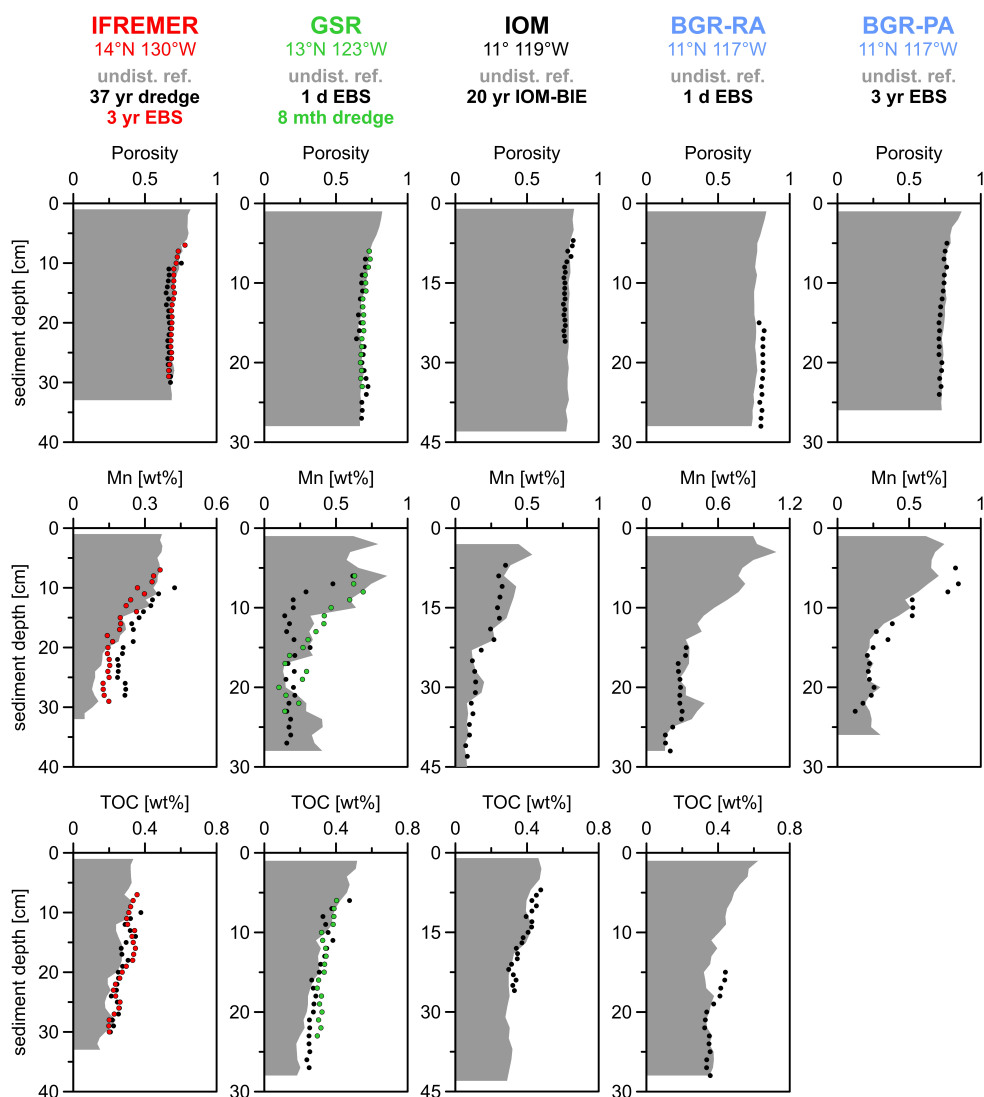 IFREMER GSR IOM BGR-RA BGR-PA
14°N 130°W 13°N 123°W 11° 119°W 11°N 117°W 11°N 117°W
undist. ref. undist. ref. undist. ref. undist. ref. undist. ref.
37 yr dredge 1 d EBS 20 yr IOM-BIE 1 d EBS 3 yr EBS
3 yr EBS 8 mth dredge
Porosity Porosity Porosity Porosity Porosity
0 0.5 1 0 0.5 1 0 0.5 1 0 0.5 1 0 0.5 1
sediment depth [cm]
0 0 0 0 0
10 10 15 10 10
20 20 30 20 20
30
40 30 45 30 30
Mn [wt%] Mn [wt%] Mn [wt%] Mn [wt%] Mn [wt%]
0 0.3 0.6 0 0.5 1 0 0.5 1 0 0.6 1.2 0 0.5 1
sediment depth [cm]
0 0 0 0 0
10 10 15 10 10
20 20 30 20 20
30
40 30 45 30 30
TOC [wt%] TOC [wt%] TOC [wt%] TOC [wt%]
0 0.4 0.8 0 0.4 0.8 0 0.4 0.8 0 0.4 0.8
sediment depth [cm]
0 0 0 0
10 10 15 10
20 20 30 20
30
40 30 45 30